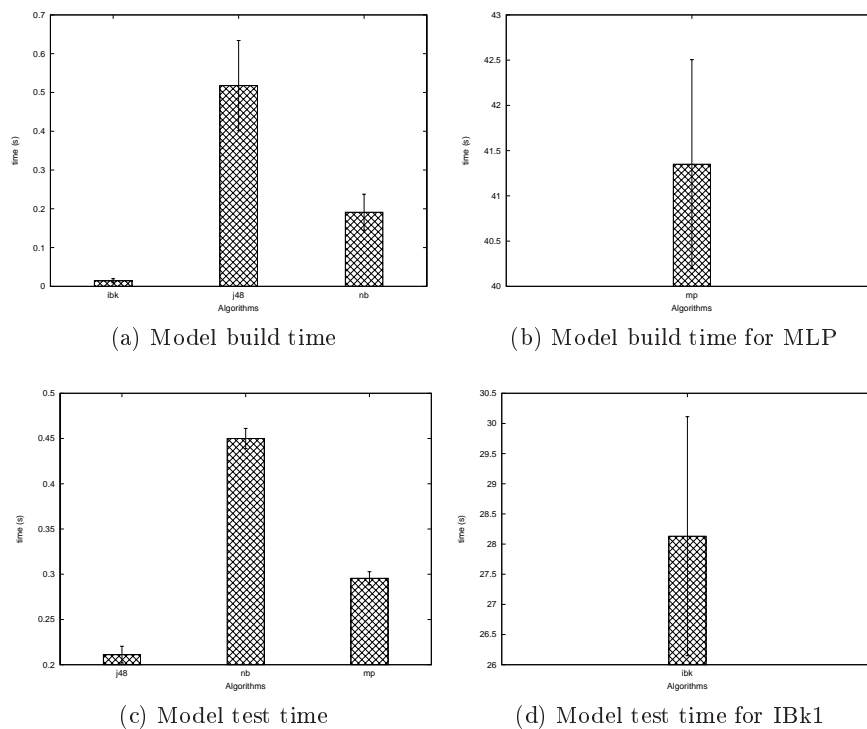 0.7
0.6
0.5
0.4
0.3
0.2
0.1
0
time (s)
ibk j48 nb
Algorithms
(a) Model build time
43
42.5
42
41.5
41
40.5
40
time (s)
mp
Algorithms
(b) Model build time for MLP
0.5
0.45
0.4
0.35
0.3
0.25
0.2
time (s)
j48 nb mp
Algorithms
(c) Model test time
30.5
30
29.5
29
28.5
28
27.5
27
26.5
26
time (s)
ibk
Algorithms
(d) Model test time for IBk1